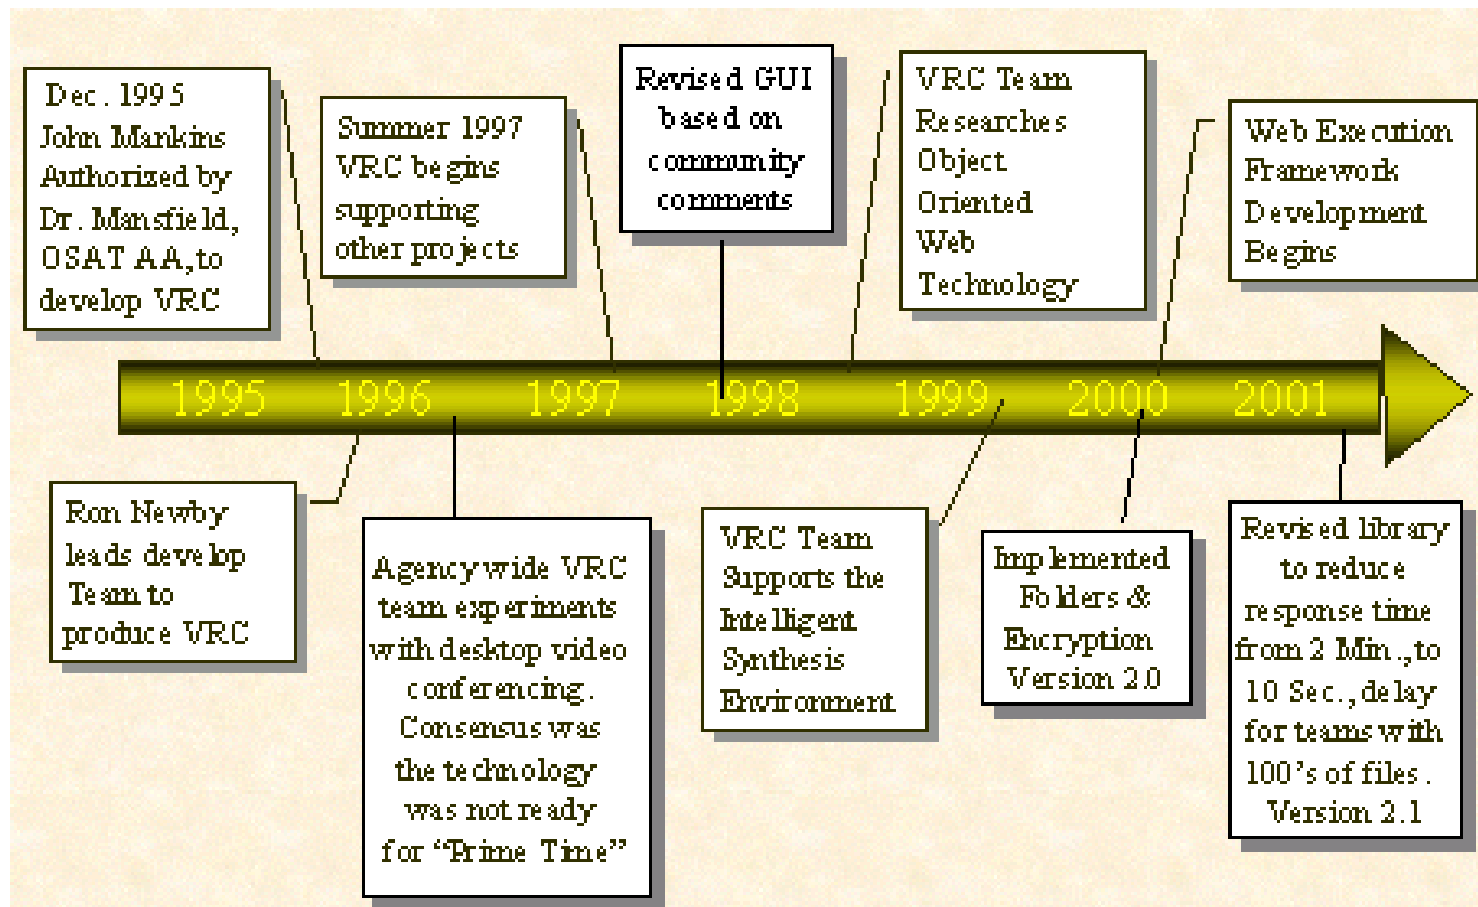 Dec. 1995
John Mankins
Authorized by
Dr. Mansfield,
OSAT AA, to
develop VRC
Summer 1997
VRC begins
supporting
other projects
Revised GUI
based on
community
comments
VRC Team
Researches
Object
Oriented
Web
Technology
Web Execution
Framework
Development
Begins
1995 1996 1997 1998 1999 2000 2001
Ron Newby
leads develop
Team to
produce VRC
Agency wide VRC
team experiments
with desktop video
conferencing.
Consensus was
the technology
was not ready
for “Prime Time”
VRC Team
Supports the
Intelligent
Synthesis
Environment
Implemented
Folders &
Encryption
Version 2.0
Revised library
to reduce
response time
from 2 Min., to
10 Sec., delay
for teams with
100’s of files.
Version 2.1